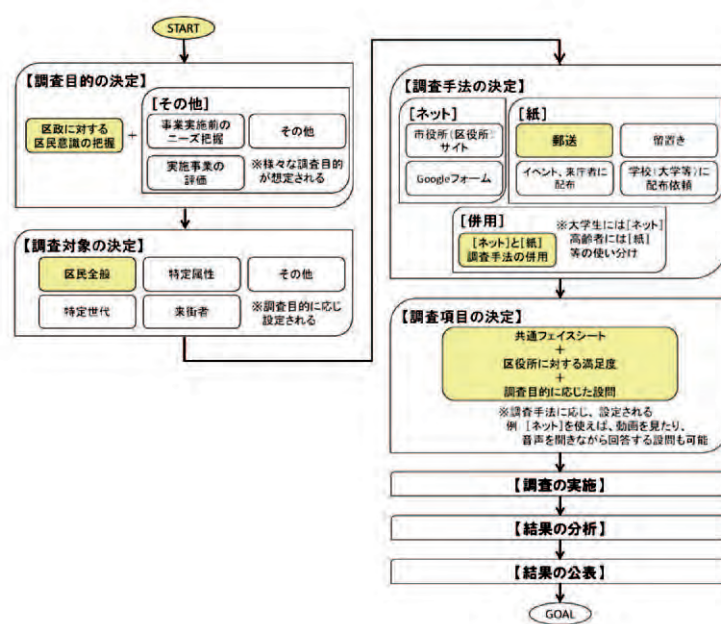 START
【調査目的の決定】
区政に対する
区民意識の把握
+
[その他]
事業実施前の
ニーズ把握
その他
実施事業の
評価
※様々な調査目的
が想定される
【調査対象の決定】
区民全般
特定属性
その他
特定世代
来街者
※調査目的に応じ
設定される
【調査手法の決定】
[ネット]
市役所(区役所)
サイト
Googleフォーム
[紙]
郵送
留置き
イベント、来庁者に
配布
学校(大学等)に
配布依頼
[併用]
[ネット]と[紙]
調査手法の併用
※大学生には[ネット]
高齢者には[紙]
等の使い分け
【調査項目の決定】
共通フェイスシート
+
区役所に対する満足度
+
調査目的に応じた設問
※調査手法に応じ、設定される
例 [ネット]を使えば、動画を見たり、
音声を聞きながら回答する設問も可能
【調査の実施】
【結果の分析】
【結果の公表】
GOAL